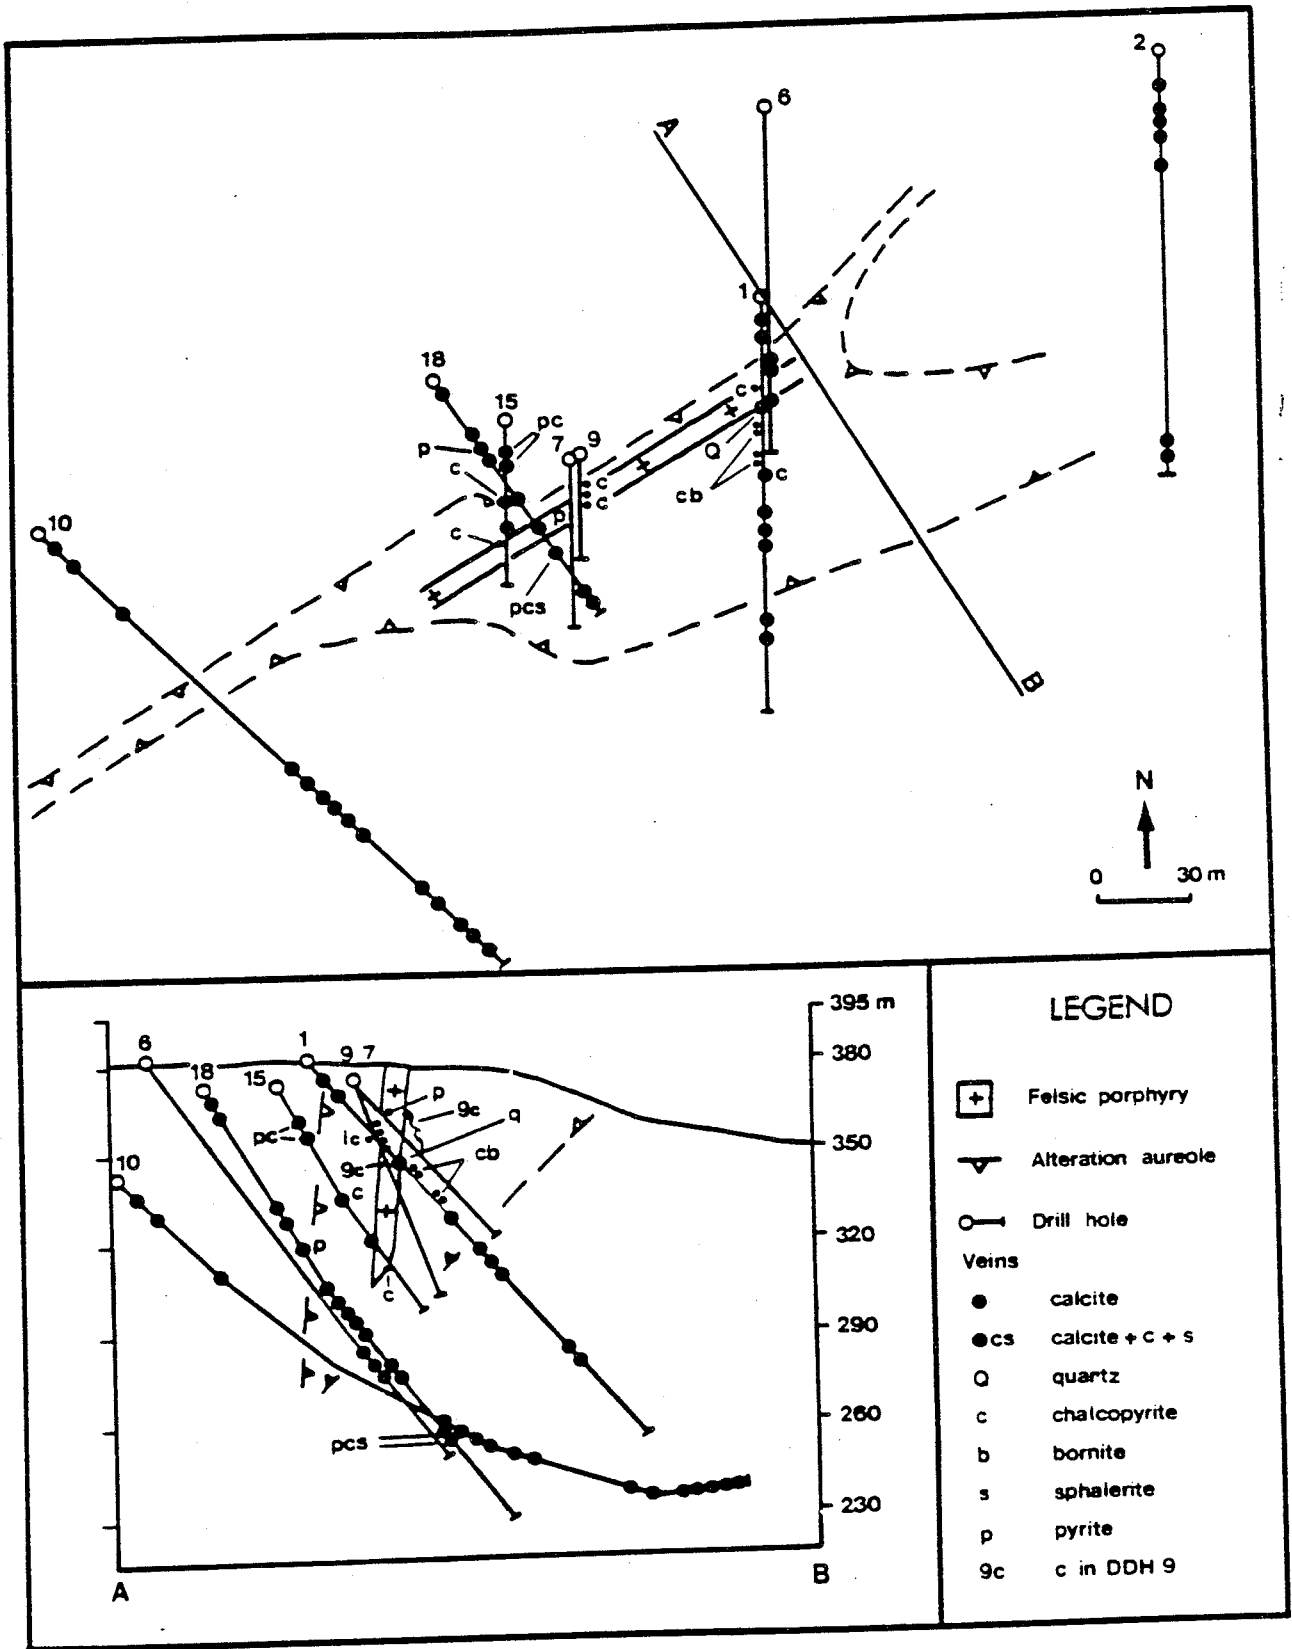 2
6
A
1
18
15
pc
p
7 9
c
c
Q
c
c
cb
c
p
c
10
pcs
B
N
0 30 m
395 m
6
1
9 7
380
18
15
p
9c
q
pc
1c
350
cb
10
9c
c
320
p
c
290
260
pcs
230
A
B
LEGEND
+ Felsic porphyry
Alteration aureole
Drill hole
Veins
calcite
cs calcite + c + s
Q quartz
c chalcopyrite
b bornite
s sphalerite
p pyrite
9c c in DDH 9